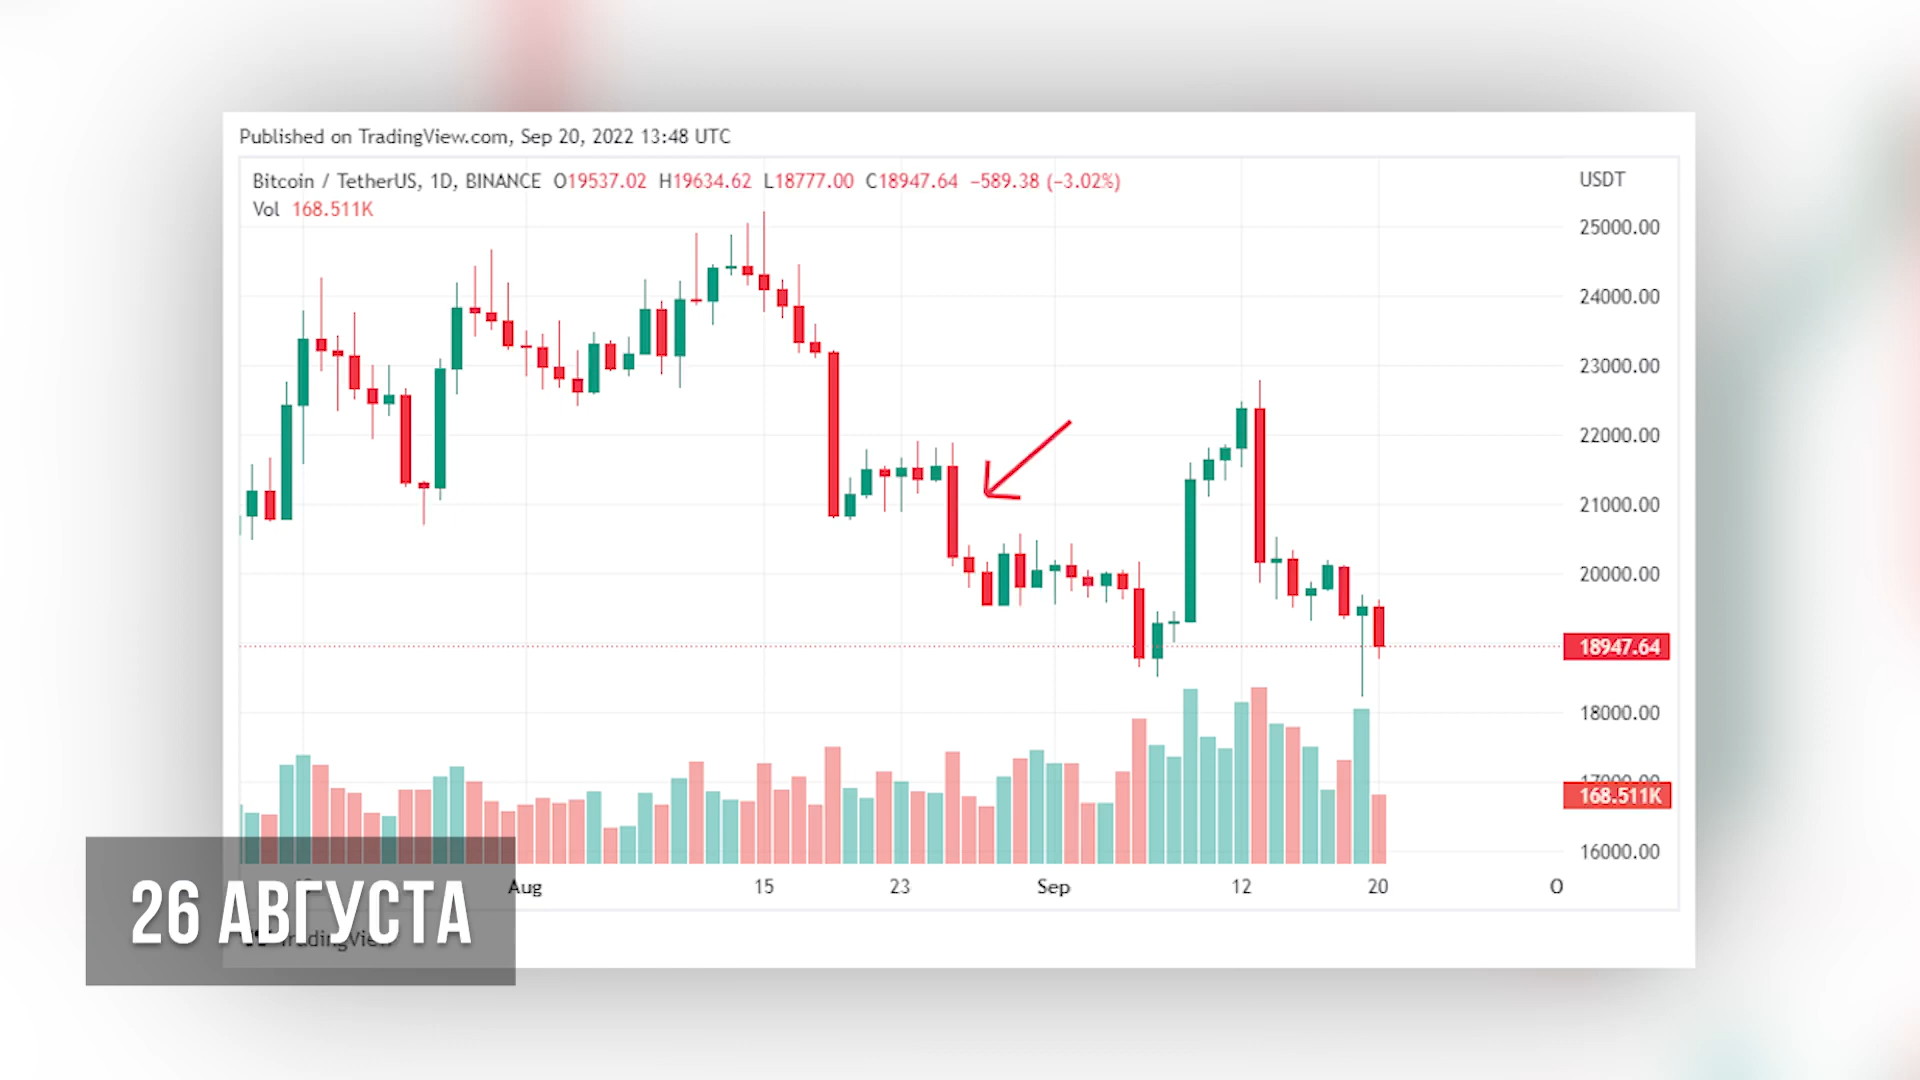 Published on TradingView.com, Sep 20, 2022 13:48 UTC
Bitcoin / TetherUS, 1D, BINANCE O19537.02 H19634.62 L18777.00 C18947.64 −589.38 (−3.02%)
Vol 168.511K
USDT
25000.00
24000.00
23000.00
22000.00
21000.00
20000.00
18947.64
18000.00
17000.00
168.511K
16000.00
Aug 15 23 Sep 12 20 O
26 АВГУСТА
TradingView